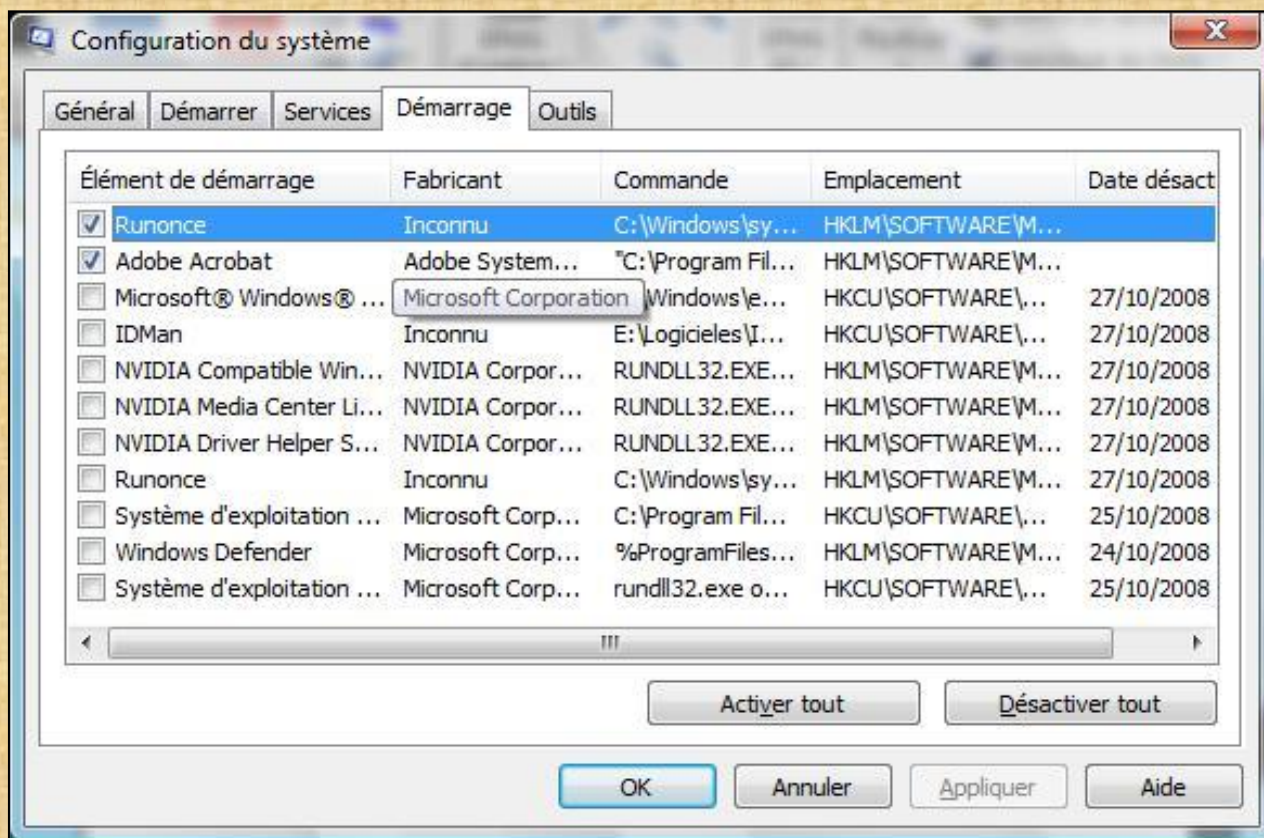 Configuration du système
Général Démarrer Services Démarrage Outils
Élément de démarrage Fabricant Commande Emplacement Date désact
Runonce Inconnu C:\Windows\sy... HKLM\SOFTWARE\M...
Adobe Acrobat Adobe System... "C:\Program Fil... HKLM\SOFTWARE\M...
Microsoft® Windows® ... Microsoft Corporation \Windows\e... HKCU\SOFTWARE\... 27/10/2008
IDMan Inconnu E:\Logicieles\I... HKCU\SOFTWARE\... 27/10/2008
NVIDIA Compatible Win... NVIDIA Corpor... RUNDLL32.EXE... HKLM\SOFTWARE\M... 27/10/2008
NVIDIA Media Center Li... NVIDIA Corpor... RUNDLL32.EXE... HKLM\SOFTWARE\M... 27/10/2008
NVIDIA Driver Helper S... NVIDIA Corpor... RUNDLL32.EXE... HKLM\SOFTWARE\M... 27/10/2008
Runonce Inconnu C:\Windows\sy... HKLM\SOFTWARE\M... 27/10/2008
Système d'exploitation ... Microsoft Corp... C:\Program Fil... HKCU\SOFTWARE\... 25/10/2008
Windows Defender Microsoft Corp... %ProgramFiles... HKLM\SOFTWARE\M... 24/10/2008
Système d'exploitation ... Microsoft Corp... rundll32.exe o... HKCU\SOFTWARE\... 25/10/2008
Activer tout Désactiver tout
OK Annuler Appliquer Aide